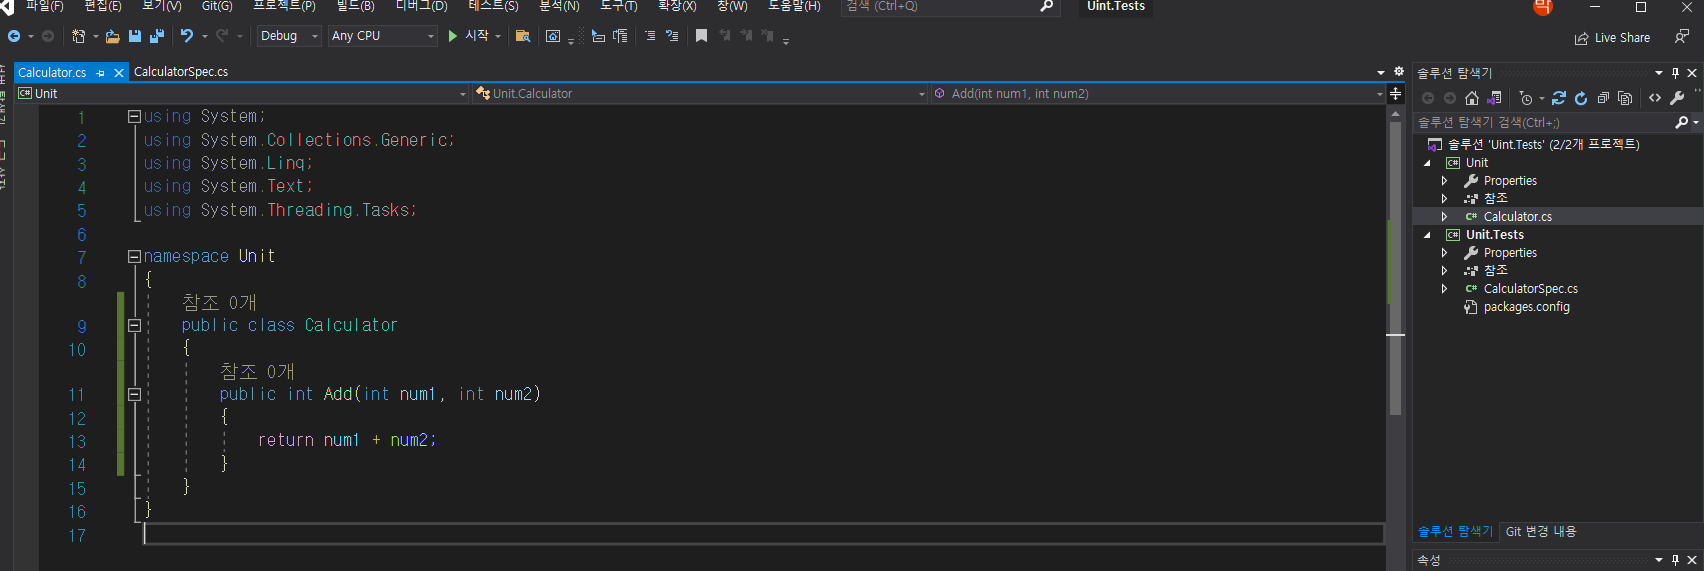 파일(F) 편집(E) 보기(V) Git(G) 프로젝트(P) 빌드(B) 디버그(D) 테스트(S) 분석(N) 도구(T) 확장(X) 창(W) 도움말(H) 검색 (Ctrl+Q) Uint.Tests 막
Debug Any CPU 시작 Live Share
Calculator.cs CalculatorSpec.cs
Unit Unit.Calculator Add(int num1, int num2)
1 using System;
2 using System.Collections.Generic;
3 using System.Linq;
4 using System.Text;
5 using System.Threading.Tasks;
6
7 namespace Unit
8 {
참조 0개
9 public class Calculator
10 {
참조 0개
11 public int Add(int num1, int num2)
12 {
13 return num1 + num2;
14 }
15 }
16 }
17
솔루션 탐색기
솔루션 탐색기 검색(Ctrl+;)
솔루션 'Uint.Tests' (2/2개 프로젝트)
C# Unit
Properties
참조
C# Calculator.cs
C# Unit.Tests
Properties
참조
C# CalculatorSpec.cs
packages.config
솔루션 탐색기 Git 변경 내용
속성